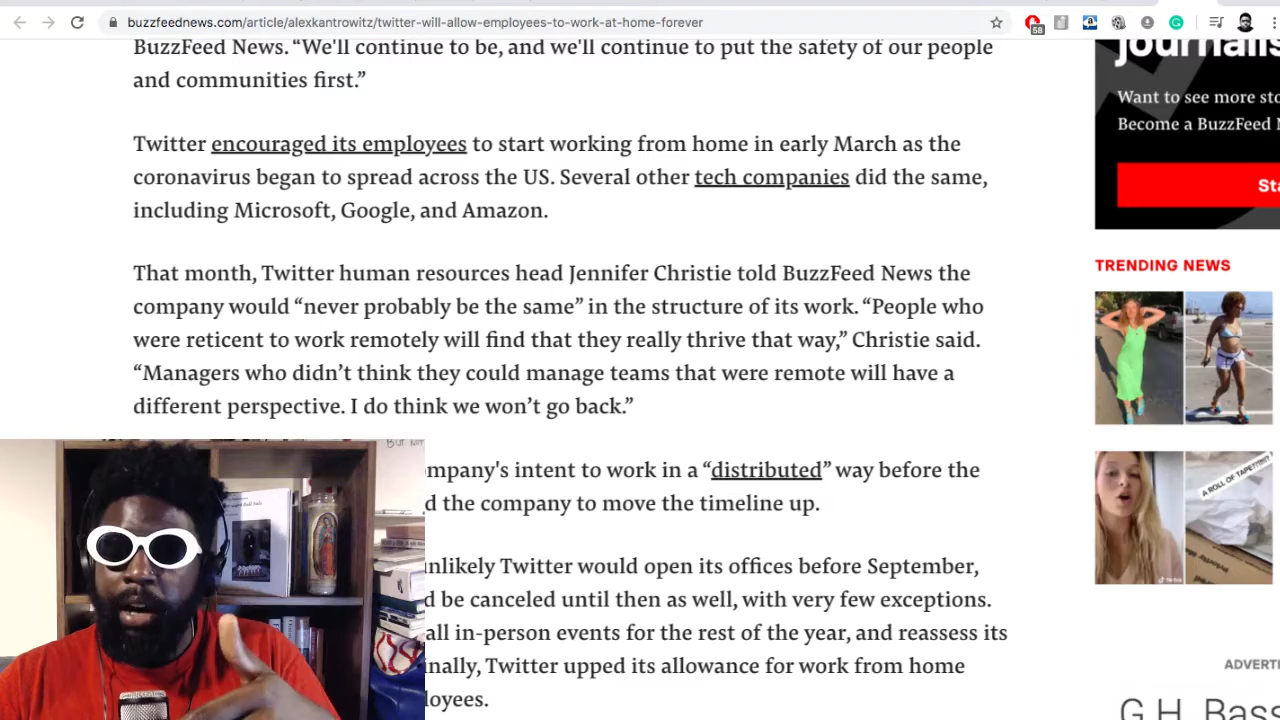 buzzfeednews.com/article/alexkantrowitz/twitter-will-allow-employees-to-work-at-home-forever
58
BuzzFeed News. “We'll continue to be, and we'll continue to put the safety of our people
and communities first.”
Twitter encouraged its employees to start working from home in early March as the
coronavirus began to spread across the US. Several other tech companies did the same,
including Microsoft, Google, and Amazon.
That month, Twitter human resources head Jennifer Christie told BuzzFeed News the
company would “never probably be the same” in the structure of its work. “People who
were reticent to work remotely will find that they really thrive that way,” Christie said.
“Managers who didn’t think they could manage teams that were remote will have a
different perspective. I do think we won’t go back.”
ompany's intent to work in a “distributed” way before the
d the company to move the timeline up.
nlikely Twitter would open its offices before September,
d be canceled until then as well, with very few exceptions.
all in-person events for the rest of the year, and reassess its
inally, Twitter upped its allowance for work from home
loyees.
journalis
Want to see more sto
Become a BuzzFeed N
Sta
TRENDING NEWS
A ROLL OF TAPE!!!!?
TikTok
ADVERTI
G.H. Bass